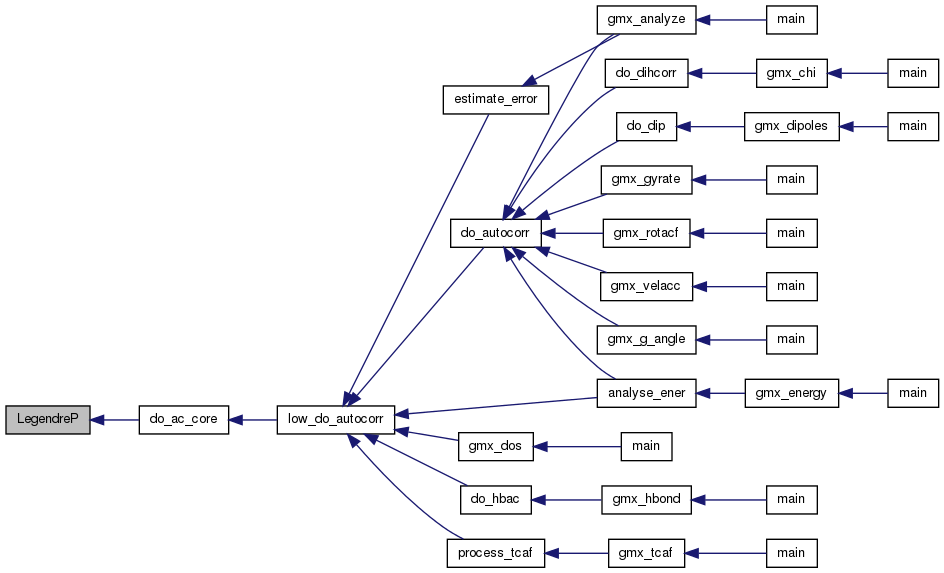 gmx_analyze main
do_dihcorr gmx_chi main
estimate_error
do_dip gmx_dipoles main
gmx_gyrate main
do_autocorr gmx_rotacf main
gmx_velacc main
gmx_g_angle main
analyse_ener gmx_energy main
LegendreP do_ac_core low_do_autocorr
gmx_dos main
do_hbac gmx_hbond main
process_tcaf gmx_tcaf main